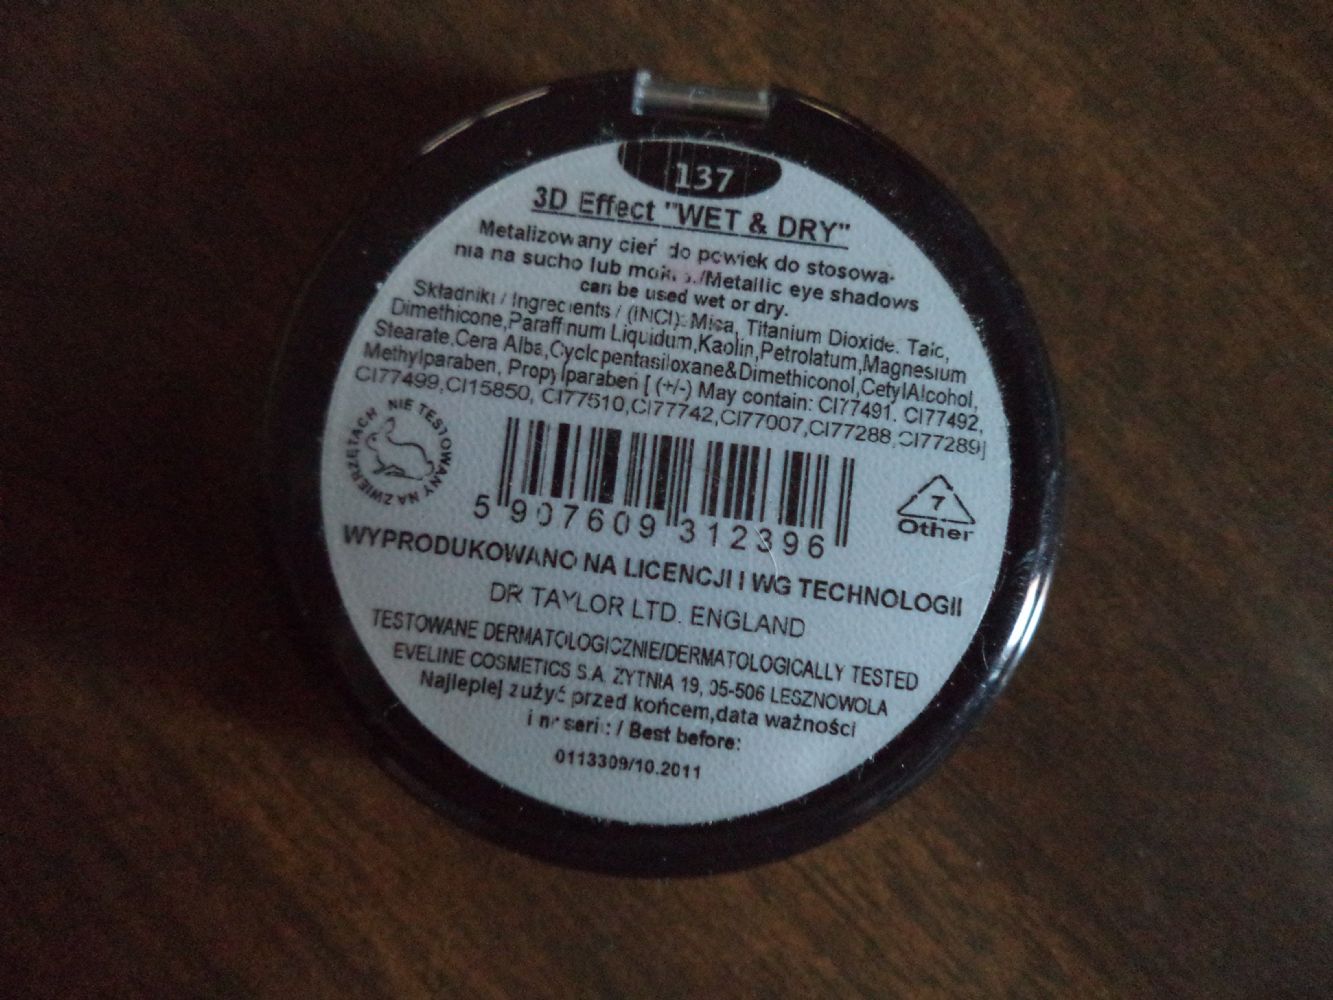 137
3D Effect "WET & DRY"
Metalizowany cień do powiek do stosowa-
nia na sucho lub /Metallic eye shadows
can be used wet or dry.
Składniki / Ingredients / (INCI): Mica, Titanium Dioxide. Talc,
Dimethicone,Paraffinum Liquidum,Kaolin,Petrolatum,Magnesium
Stearate,Cera Alba,Cyclopentasiloxane&Dimethiconol,CetylAlcohol,
Methylparaben, Propylparaben [ (+/-) May contain: CI77491. CI77492,
CI77499,CI15850, CI77510,CI77742,CI77007,CI77288,CI77289]
NIE TESTOWANY NA ZWIERZĘTACH
5 907609 312396
7
Other
WYPRODUKOWANO NA LICENCJI I WG TECHNOLOGII
DR TAYLOR LTD. ENGLAND
TESTOWANE DERMATOLOGICZNIE/DERMATOLOGICALLY TESTED
EVELINE COSMETICS S.A. ŻYTNIA 19, 05-506 LESZNOWOLA
Najlepiej zużyć przed końcem,data ważności
i nr serii: / Best before:
0113309/10.2011